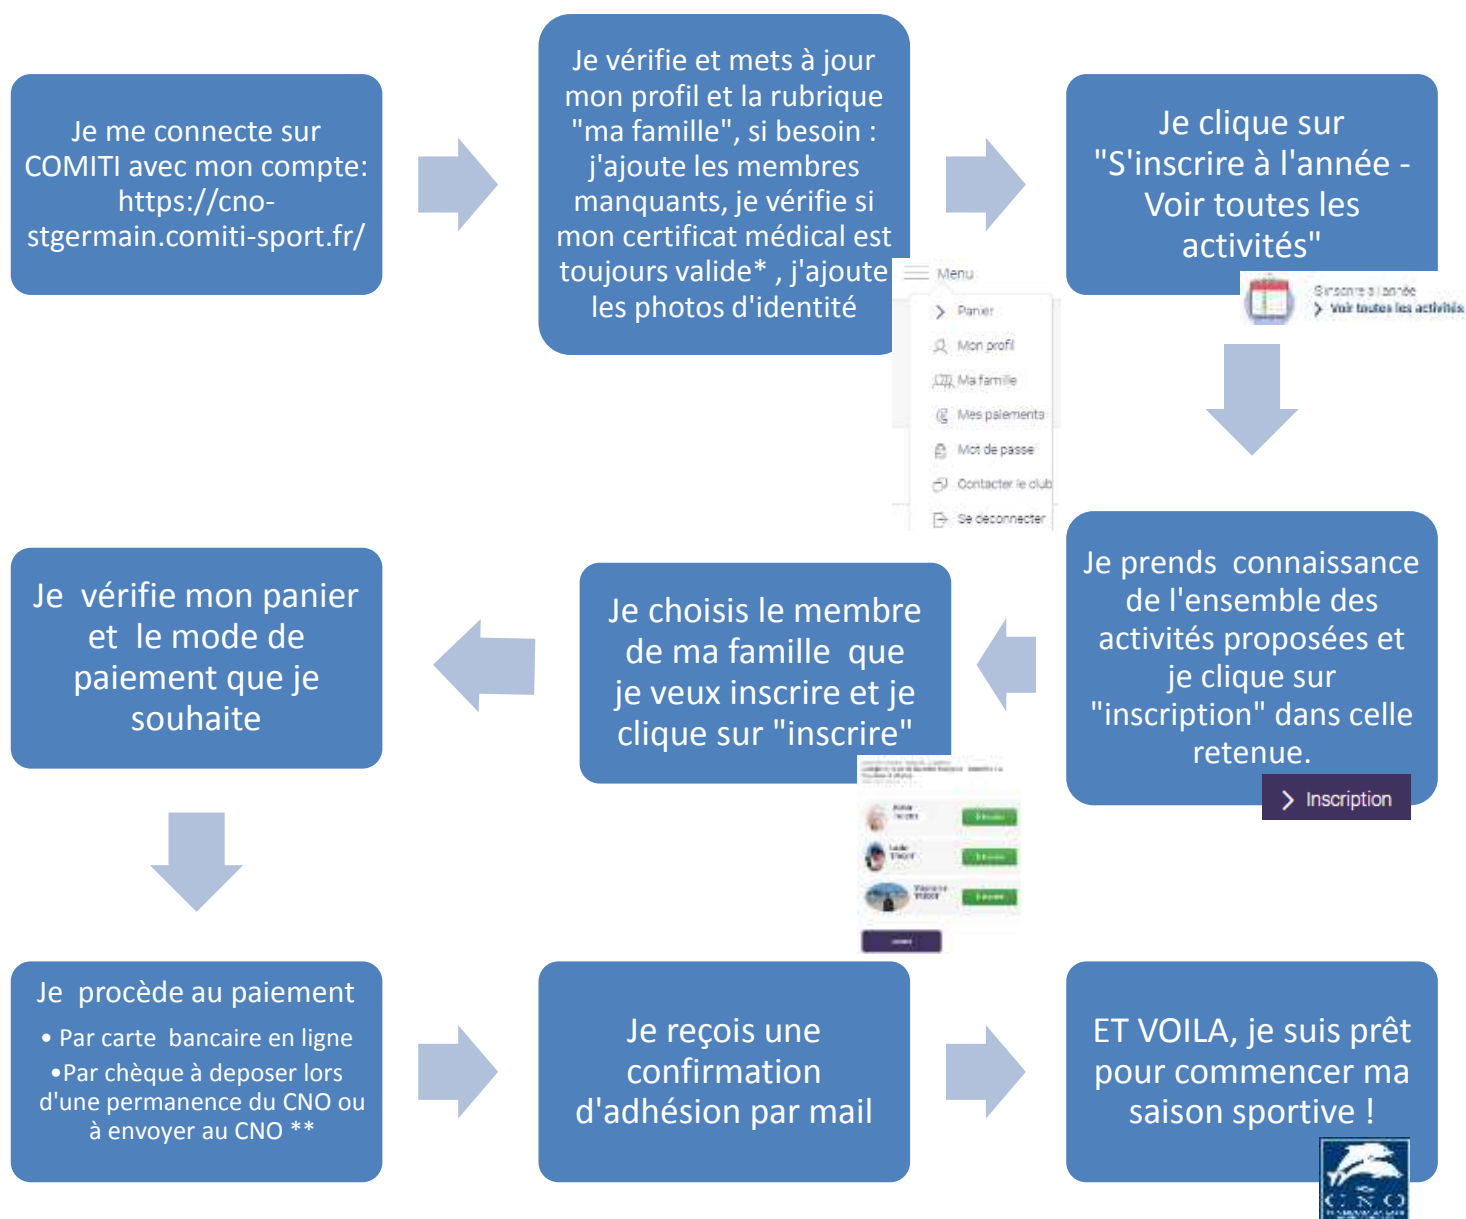 Je me connecte sur
COMITI avec mon compte:
https://cno-
stgermain.comiti-sport.fr/
Je vérifie et mets à jour
mon profil et la rubrique
"ma famille", si besoin :
j'ajoute les membres
manquants, je vérifie si
mon certificat médical est
toujours valide* , j'ajoute
les photos d'identité
Menu
Panier
Mon profil
Ma famille
Mes paiements
Mot de passe
Contacter le club
Se deconnecter
Je clique sur
"S'inscrire à l'année -
Voir toutes les
activités"
S'inscrire à l'année
Voir toutes les activités
Je prends connaissance
de l'ensemble des
activités proposées et
je clique sur
"inscription" dans celle
retenue.
Inscription
Je choisis le membre
de ma famille que
je veux inscrire et je
clique sur "inscrire"
Je vérifie mon panier
et le mode de
paiement que je
souhaite
Je procède au paiement
• Par carte bancaire en ligne
•Par chèque à deposer lors
d'une permanence du CNO ou
à envoyer au CNO **
Je reçois une
confirmation
d'adhésion par mail
ET VOILA, je suis prêt
pour commencer ma
saison sportive !
CNO